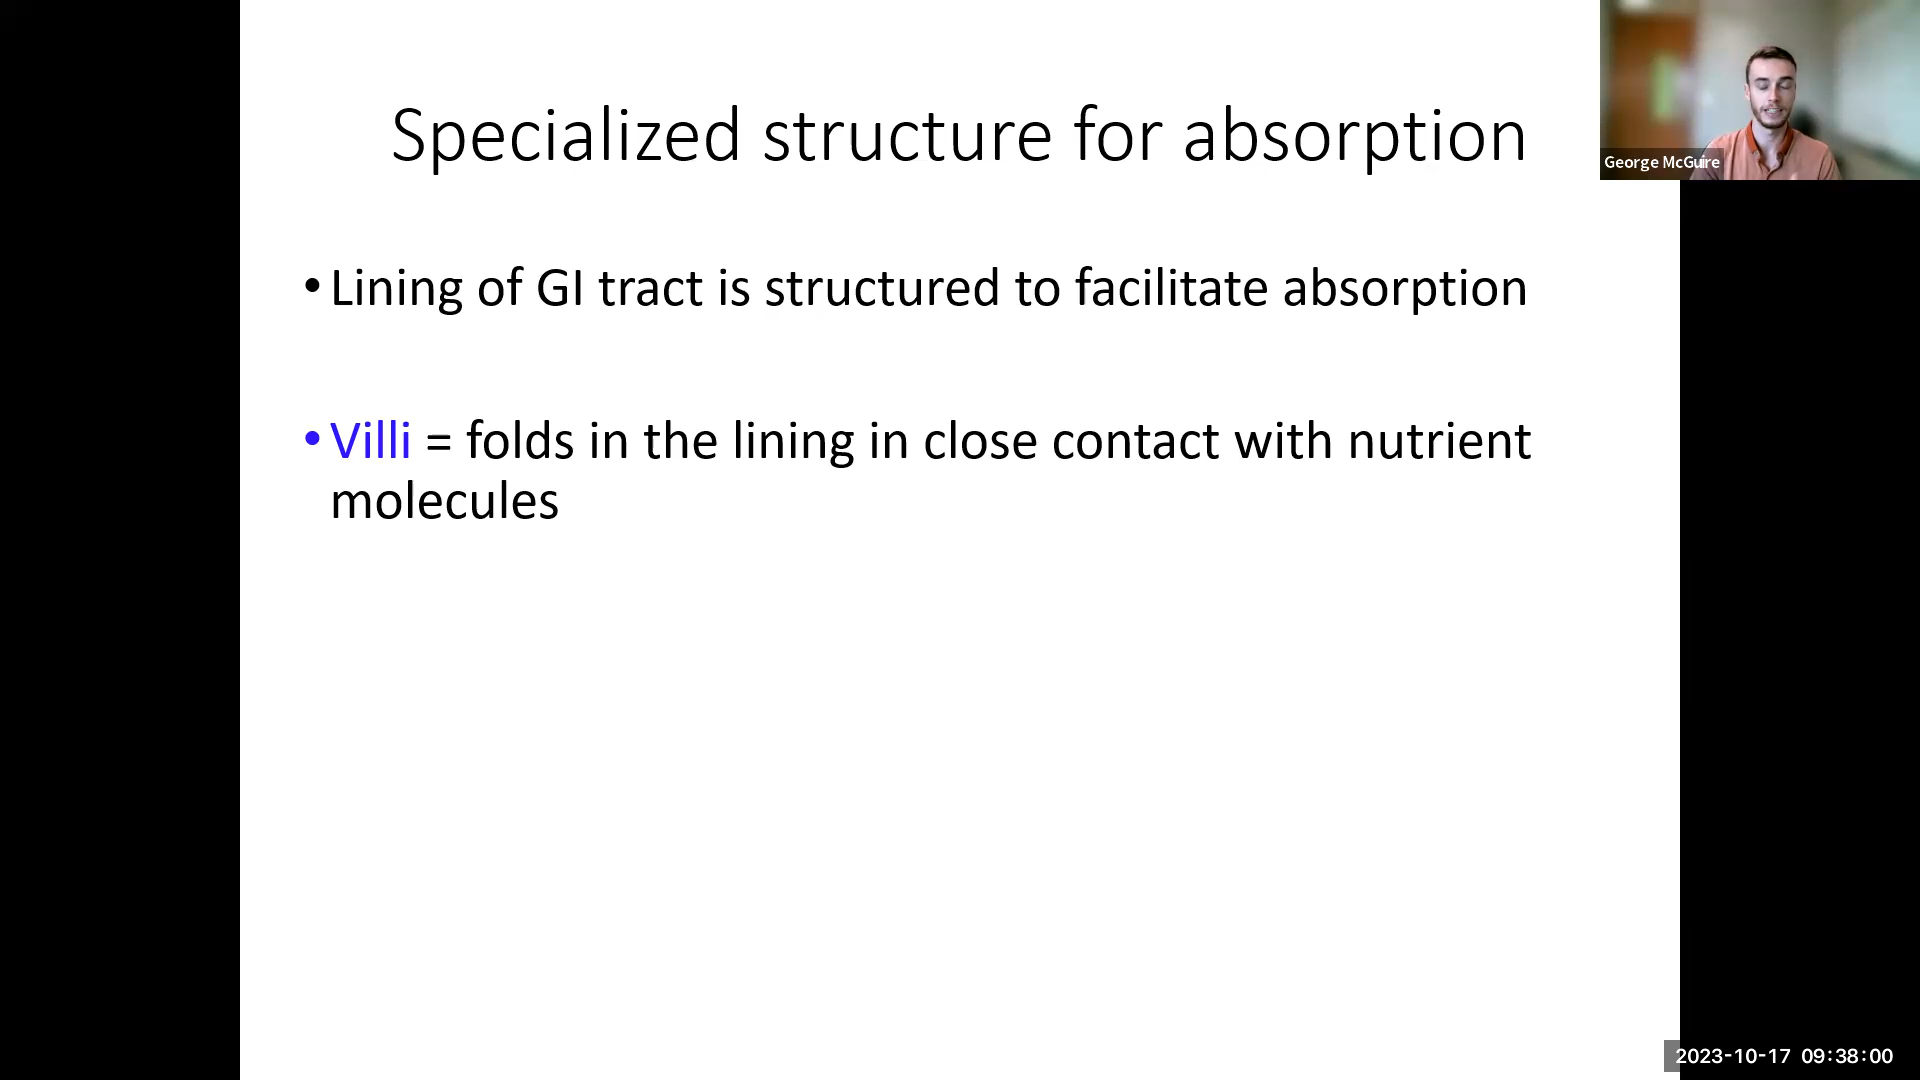 Specialized structure for absorption
George McGuire
•Lining of GI tract is structured to facilitate absorption
•Villi = folds in the lining in close contact with nutrient
molecules
2023-10-17 09:38:00